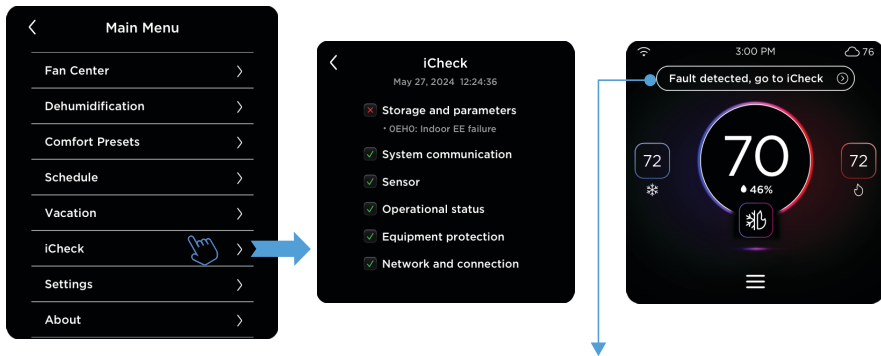 Main Menu
Fan Center
Dehumidification
Comfort Presets
Schedule
Vacation
iCheck
Settings
About
iCheck
May 27, 2024 12:24:36
Storage and parameters
• 0EH0: Indoor EE failure
System communication
Sensor
Operational status
Equipment protection
Network and connection
3:00 PM
76
Fault detected, go to iCheck
72
70
46%
72